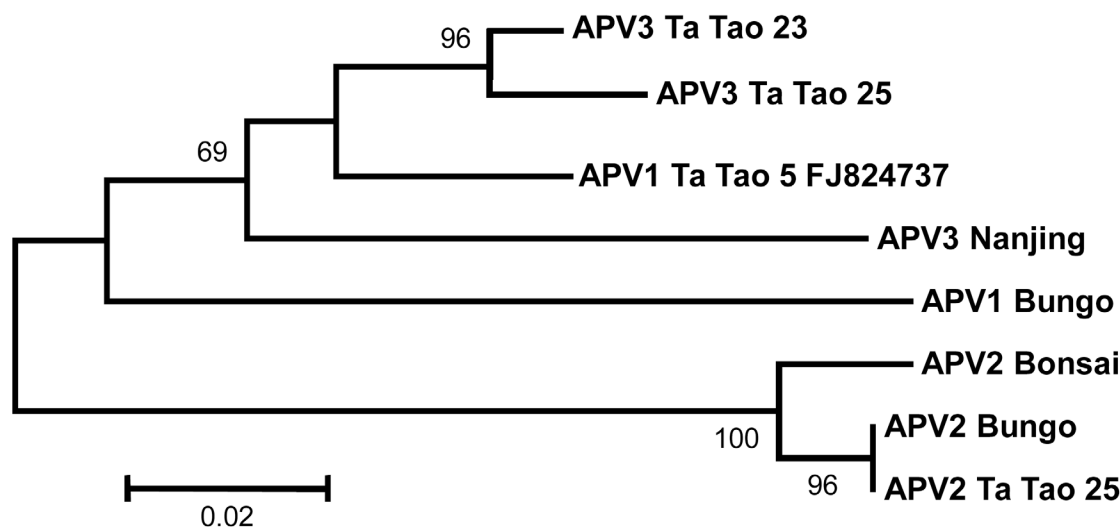 96
APV3 Ta Tao 23
APV3 Ta Tao 25
69
APV1 Ta Tao 5 FJ824737
APV3 Nanjing
APV1 Bungo
APV2 Bonsai
100
APV2 Bungo
96
APV2 Ta Tao 25
0.02